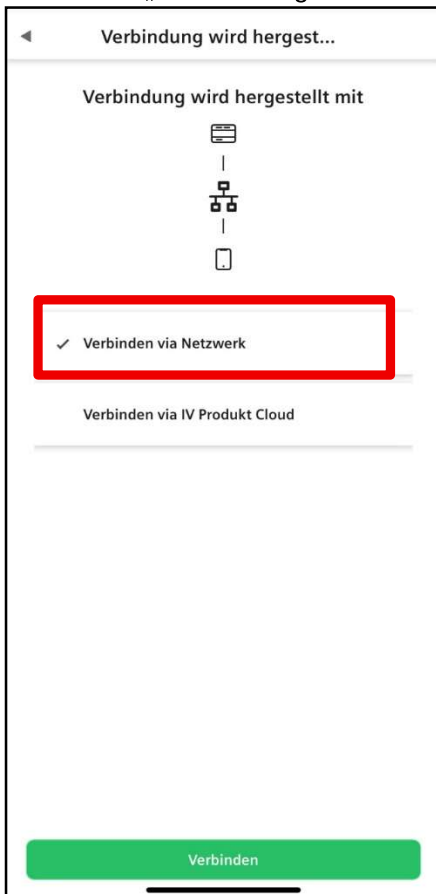 Verbindung wird hergest...
Verbindung wird hergestellt mit
Verbinden via Netzwerk
Verbinden via IV Produkt Cloud
Verbinden